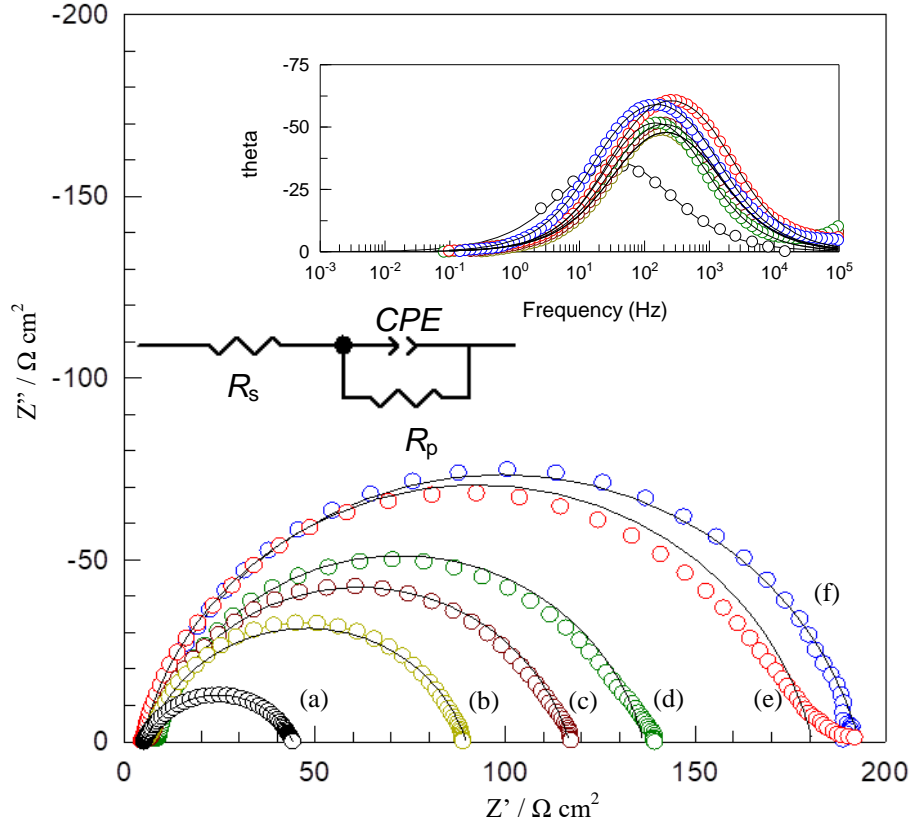 -200
-150
-100
-50
0
Z'' / Ω cm²
0 50 100 150 200
Z' / Ω cm²
-75
-50
-25
0
theta
10⁻³ 10⁻² 10⁻¹ 10⁰ 10¹ 10² 10³ 10⁴ 10⁵
Frequency (Hz)
CPE
Rₛ
Rₚ
(a)
(b)
(c)
(d)
(e)
(f)